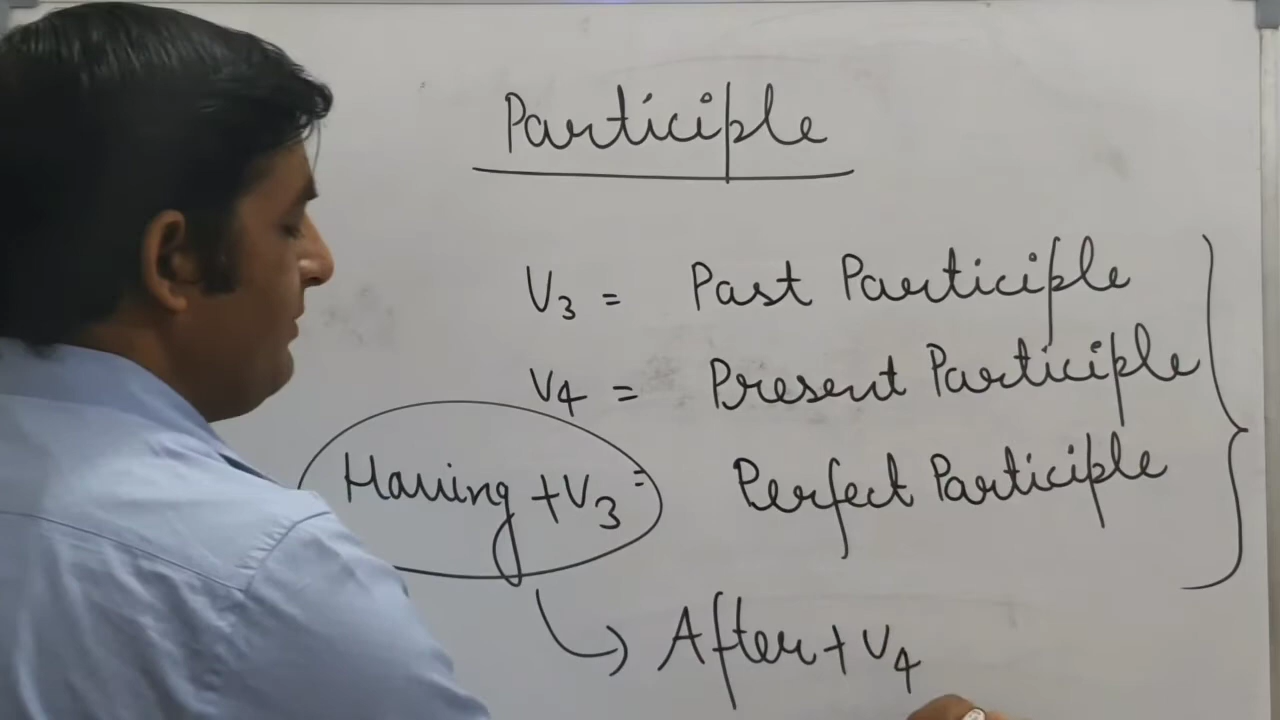 Participle
V3 = Past Participle
V4 = Present Participle
Having + V3 = Perfect Participle
After + V4